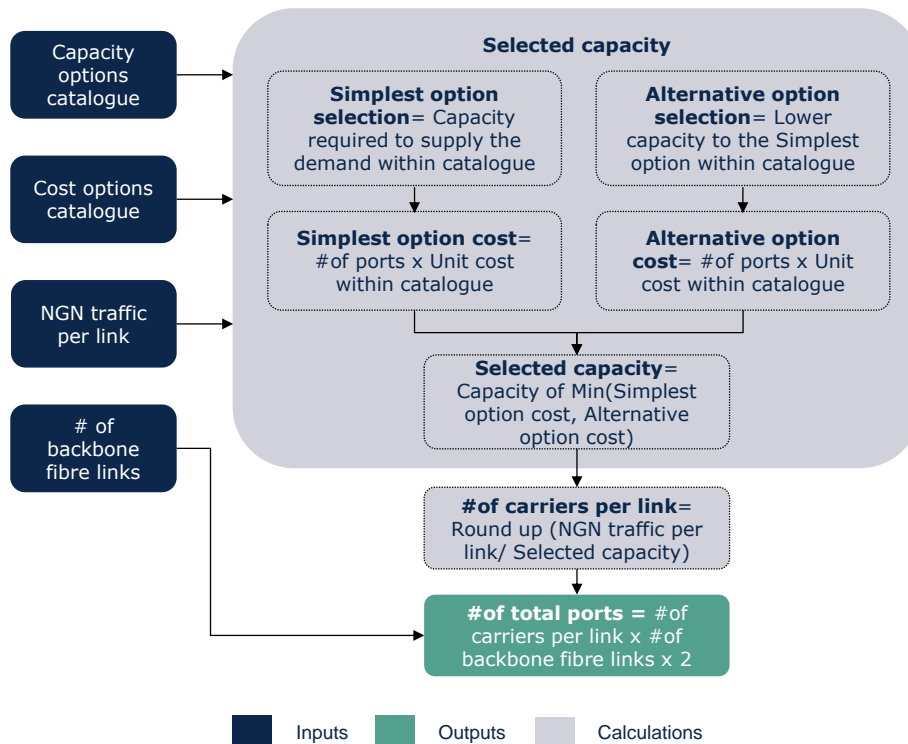 Capacity
options
catalogue
Cost options
catalogue
NGN traffic
per link
# of
backbone
fibre links
Selected capacity
Simplest option
selection= Capacity
required to supply the
demand within catalogue
Alternative option
selection= Lower
capacity to the Simplest
option within catalogue
Simplest option cost=
#of ports x Unit cost
within catalogue
Alternative option
cost= #of ports x Unit
cost within catalogue
Selected capacity=
Capacity of Min(Simplest
option cost, Alternative
option cost)
#of carriers per link=
Round up (NGN traffic per
link/ Selected capacity)
#of total ports = #of
carriers per link x #of
backbone fibre links x 2
Inputs
Outputs
Calculations